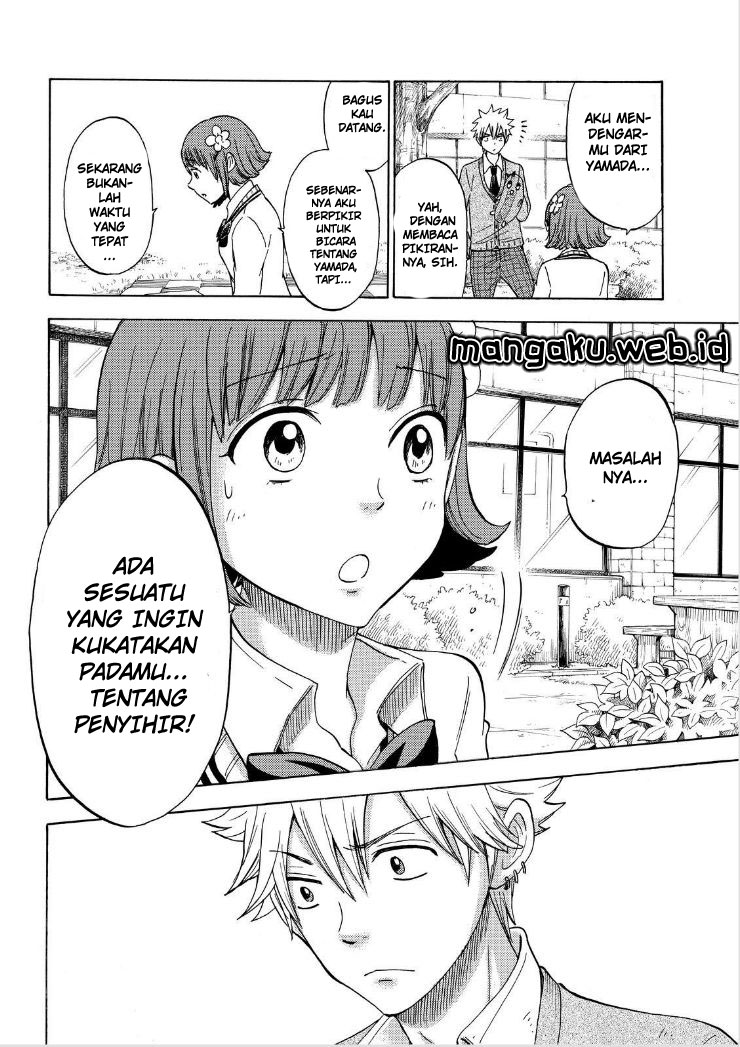 AKU MEN-
DENGAR-
MU DARI
YAMADA...
YAH,
DENGAN
MEMBACA
PIKIRAN-
NYA, SIH.
BAGUS
KAU
DATANG.
SEBENAR-
NYA AKU
BERPIKIR
UNTUK
BICARA
TENTANG
YAMADA,
TAPI...
SEKARANG
BUKAN-
LAH
WAKTU
YANG
TEPAT
...
mangaku.web.id
MASALAH
NYA...
ADA
SESUATU
YANG INGIN
KUKATAKAN
PADAMU...
TENTANG
PENYIHIR!